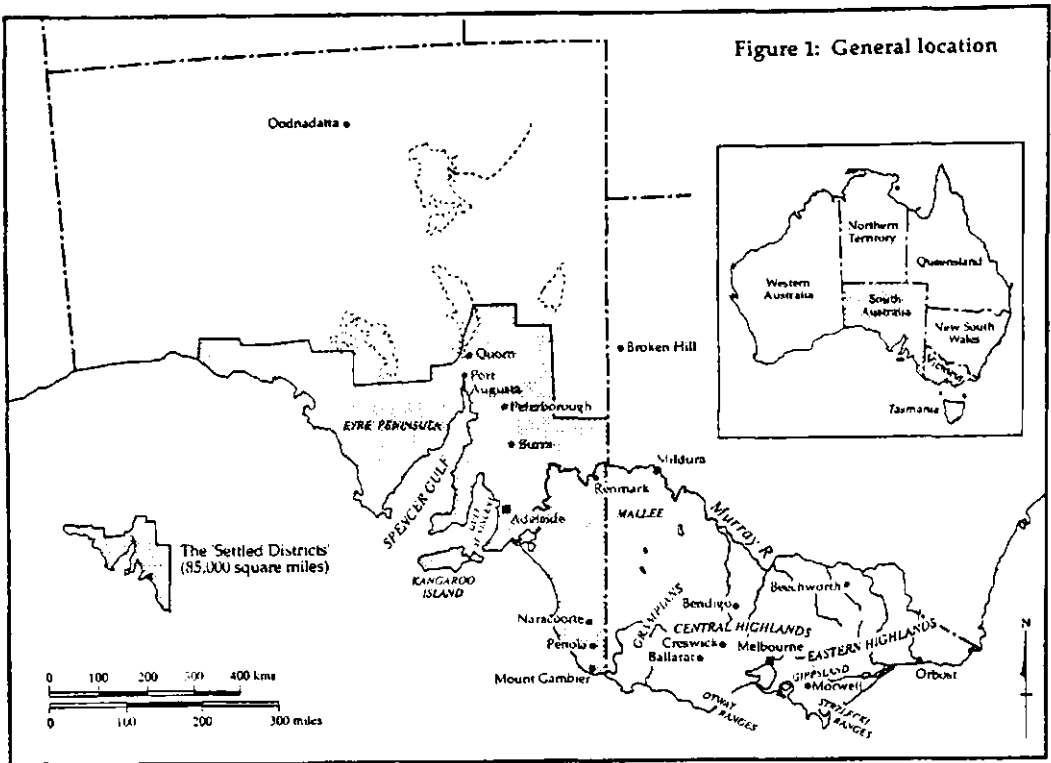 Figure 1: General location
Oodnadatta
Northern
Territory
Queensland
Western
Australia
South
Australia
New South
Wales
Victoria
Tasmania
Broken Hill
Quorn
Port
Augusta
Peterborough
EYRE PENINSULA
Burra
SPENCER GULF
GULF
ST VINCENT
Adelaide
KANGAROO
ISLAND
Renmark
Mildura
MALLEE
Murray R
The 'Settled Districts'
(85,000 square miles)
Naracoorte
Penola
Mount Gambier
GRAMPIANS
Bendigo
Beechworth
CENTRAL HIGHLANDS
Creswick
Ballarat
Melbourne
EASTERN HIGHLANDS
GIPPSLAND
Morwell
Orbost
OTWAY
RANGES
STRZELECKI
RANGES
N
0 100 200 300 400 kms
0 100 200 300 miles